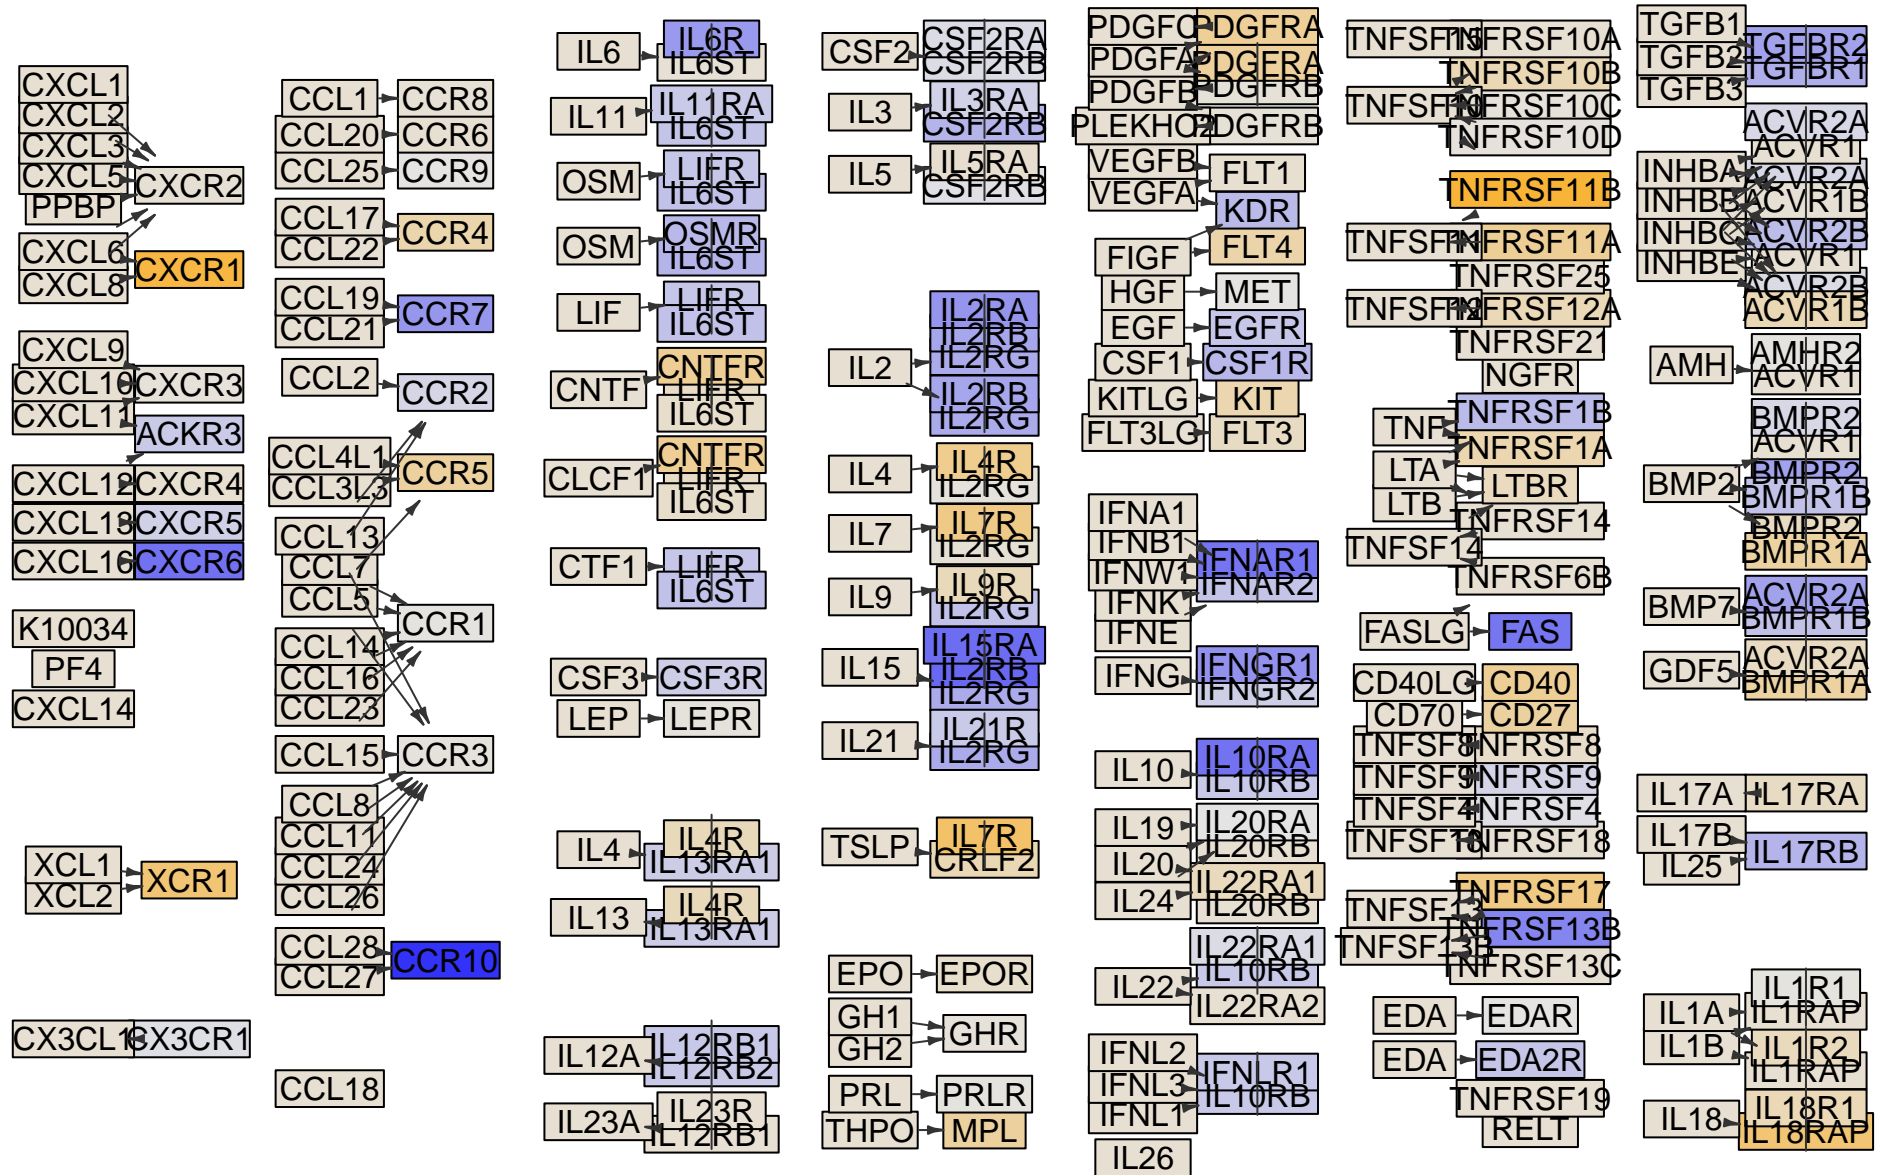 CXCL1
CXCL2
CXCL3
CXCL5
PPBP
CXCL6
CXCL8
CXCR2
CXCR1
CXCL9
CXCL10
CXCL11
CXCR3
ACKR3
CXCL12
CXCR4
CXCL13
CXCR5
CXCL16
CXCR6
K10034
PF4
CXCL14
XCL1
XCL2
XCR1
CX3CL1
CX3CR1
CCL1
CCR8
CCL20
CCR6
CCL25
CCR9
CCL17
CCL22
CCR4
CCL19
CCL21
CCR7
CCL2
CCR2
CCL4L1
CCL3L3
CCR5
CCL13
CCL7
CCL5
CCR1
CCL14
CCL16
CCL23
CCL15
CCR3
CCL8
CCL11
CCL24
CCL26
CCL28
CCL27
CCR10
CCL18
IL6
IL6R
IL6ST
IL11
IL11RA
IL6ST
OSM
LIFR
IL6ST
OSM
OSMR
IL6ST
LIF
LIFR
IL6ST
CNTF
CNTFR
LIFR
IL6ST
CLCF1
CNTFR
LIFR
IL6ST
CTF1
LIFR
IL6ST
CSF3
CSF3R
LEP
LEPR
IL4
IL4R
IL13RA1
IL13
IL4R
IL13RA1
IL12A
IL12RB1
IL12RB2
IL23A
IL23R
IL12RB1
CSF2
CSF2RA
CSF2RB
IL3
IL3RA
CSF2RB
IL5
IL5RA
CSF2RB
IL2
IL2RA
IL2RB
IL2RG
IL2RB
IL2RG
IL4
IL4R
IL2RG
IL7
IL7R
IL2RG
IL9
IL9R
IL2RG
IL15
IL15RA
IL2RB
IL2RG
IL21
IL21R
IL2RG
TSLP
IL7R
CRLF2
EPO
EPOR
GH1
GH2
GHR
PRL
PRLR
THPO
MPL
PDGFC
PDGFRA
PDGFA
PDGFRA
PDGFB
PDGFRB
PLEKHO2
PDGFRB
VEGFB
VEGFA
FLT1
KDR
FIGF
FLT4
HGF
MET
EGF
EGFR
CSF1
CSF1R
KITLG
KIT
FLT3LG
FLT3
IFNA1
IFNB1
IFNW1
IFNK
IFNE
IFNAR1
IFNAR2
IFNG
IFNGR1
IFNGR2
IL10
IL10RA
IL10RB
IL19
IL20
IL24
IL20RA
IL20RB
IL22RA1
IL20RB
IL22
IL22RA1
IL10RB
IL22RA2
IFNL2
IFNL3
IFNL1
IFNLR1
IL10RB
IL26
TNFSF15
TNFRSF10A
TNFRSF10B
TNFSF10
TNFRSF10C
TNFRSF10D
TNFRSF11B
TNFSF11
TNFRSF11A
TNFRSF25
TNFSF12
TNFRSF12A
TNFRSF21
NGFR
TNF
TNFRSF1B
TNFRSF1A
LTA
LTB
LTBR
TNFRSF14
TNFSF14
TNFRSF6B
FASLG
FAS
CD40LG
CD40
CD70
CD27
TNFSF8
TNFRSF8
TNFSF9
TNFRSF9
TNFSF4
TNFRSF4
TNFSF18
TNFRSF18
TNFRSF17
TNFSF13
TNFRSF13B
TNFSF13B
TNFRSF13C
EDA
EDAR
EDA
EDA2R
TNFRSF19
RELT
TGFB1
TGFB2
TGFB3
TGFBR2
TGFBR1
INHBA
INHBB
INHBC
INHBE
ACVR2A
ACVR1
ACVR2A
ACVR1B
ACVR2B
ACVR1
ACVR2B
ACVR1B
AMH
AMHR2
ACVR1
BMP2
BMPR2
ACVR1
BMPR2
BMPR1B
BMPR2
BMPR1A
BMP7
ACVR2A
BMPR1B
GDF5
ACVR2A
BMPR1A
IL17A
IL17RA
IL17B
IL25
IL17RB
IL1A
IL1B
IL1R1
IL1RAP
IL1R2
IL1RAP
IL18
IL18R1
IL18RAP